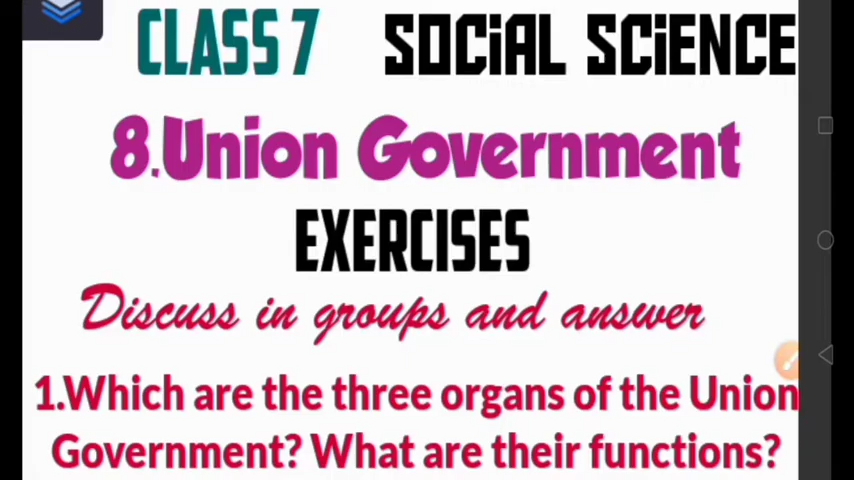 CLASS 7 SOCiAL SCiENCE
8.Union Government
EXERCISES
Discuss in groups and answer
1.Which are the three organs of the Union
Government? What are their functions?